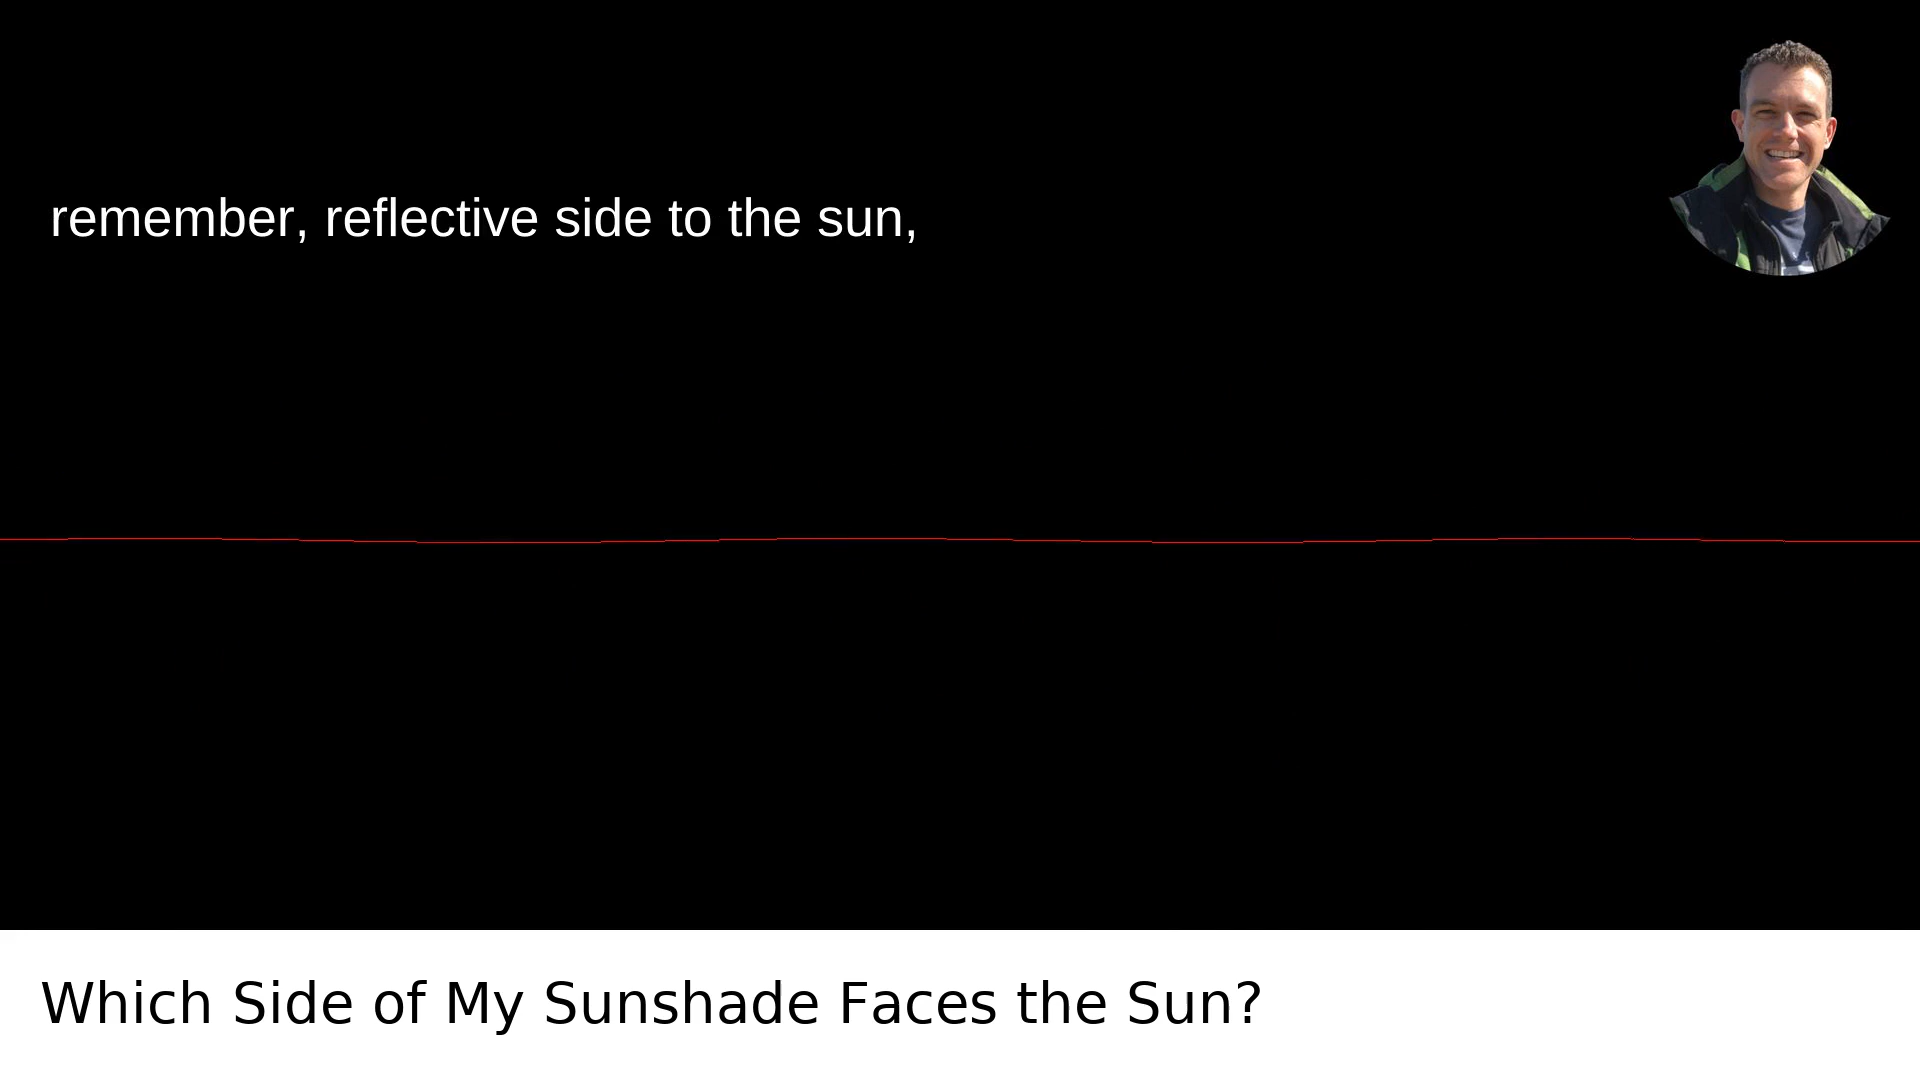 remember, reflective side to the sun,
Which Side of My Sunshade Faces the Sun?